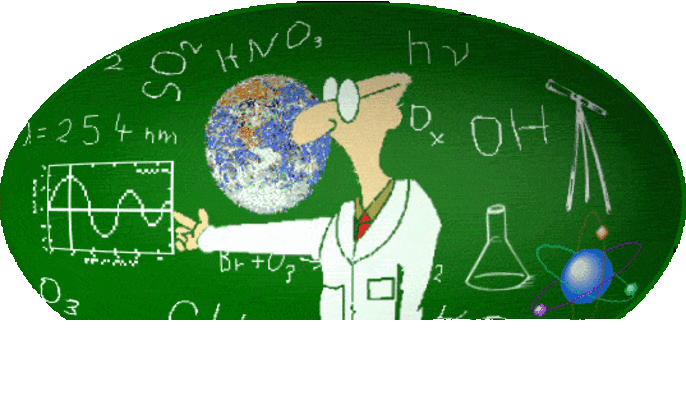 2
SO2
HNO3
hν
λ = 254 nm
Ox
OH
Br + O3 →
2
O3